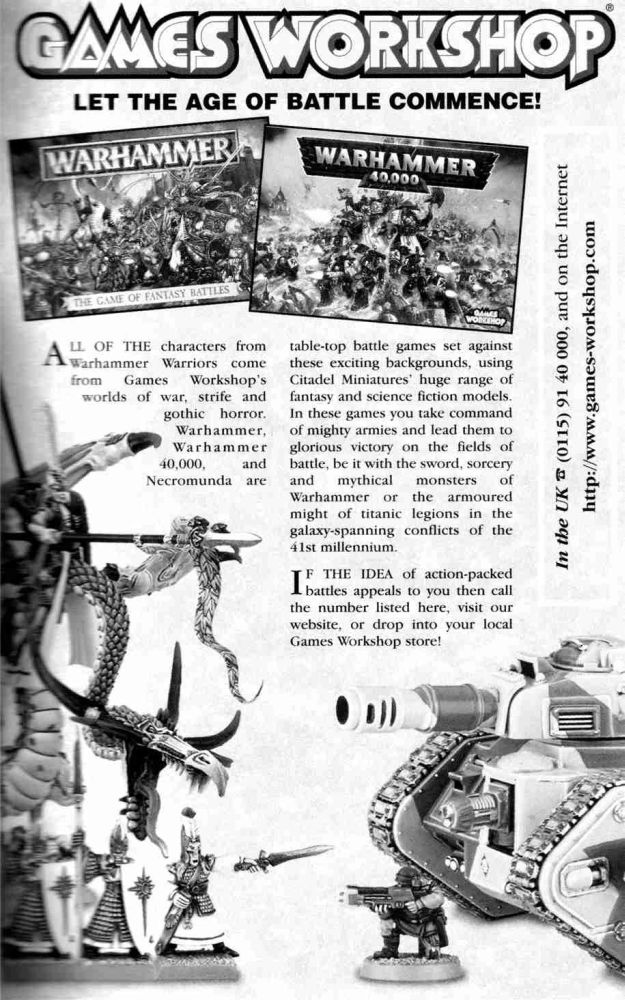 GAMES WORKSHOP®
LET THE AGE OF BATTLE COMMENCE!
WARHAMMER
THE GAME OF FANTASY BATTLES
WARHAMMER
40,000
GAMES
WORKSHOP
ALL OF THE characters from
Warhammer Warriors come
from Games Workshop's
worlds of war, strife and
gothic horror.
Warhammer,
Warhammer
40,000, and
Necromunda are
table-top battle games set against
these exciting backgrounds, using
Citadel Miniatures' huge range of
fantasy and science fiction models.
In these games you take command
of mighty armies and lead them to
glorious victory on the fields of
battle, be it with the sword, sorcery
and mythical monsters of
Warhammer or the armoured
might of titanic legions in the
galaxy-spanning conflicts of the
41st millennium.
IF THE IDEA of action-packed
battles appeals to you then call
the number listed here, visit our
website, or drop into your local
Games Workshop store!
In the UK ☎ (0115) 91 40 000, and on the Internet
http://www.games-workshop.com